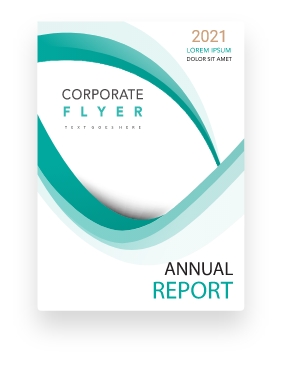 2021
LOREM IPSUM
DOLOR SIT AMET
CORPORATE
FLYER
TEXT GOES HERE
ANNUAL
REPORT